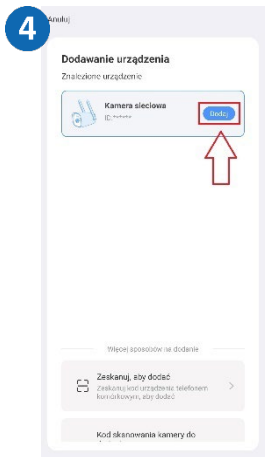 4
Anuluj
Dodawanie urządzenia
Znalezione urządzenie
Kamera sieciowa
ID: ******
Dodaj
Więcej sposobów na dodanie
Zeskanuj, aby dodać
Zeskanuj kod urządzenia telefonem
komórkowym, aby dodać
Kod skanowania kamery do